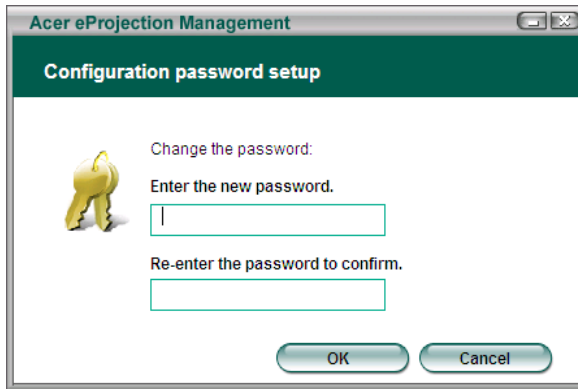 Acer eProjection Management
Configuration password setup
Change the password:
Enter the new password.
Re-enter the password to confirm.
OK Cancel